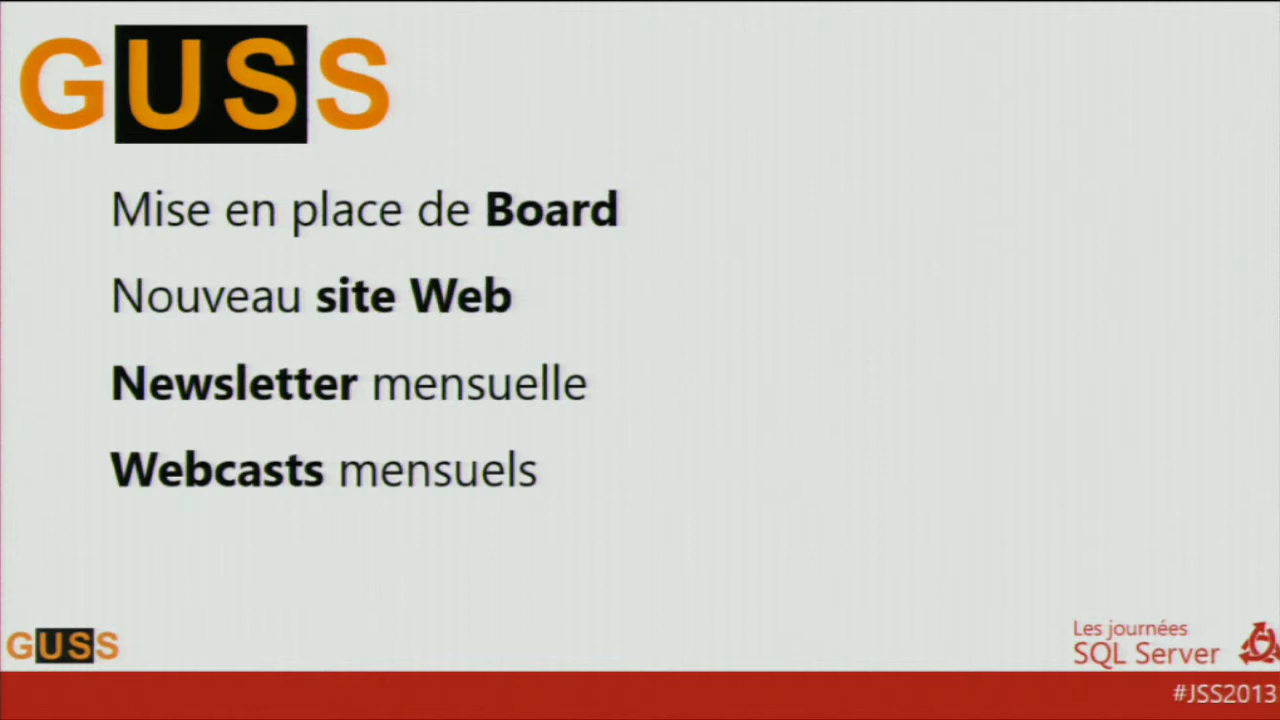 GUSS
Mise en place de Board
Nouveau site Web
Newsletter mensuelle
Webcasts mensuels
GUSS
Les journées
SQL Server
#JSS2013